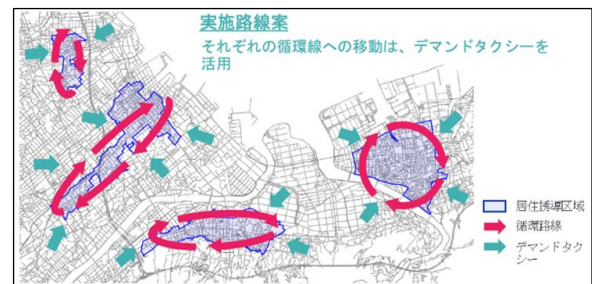 実施路線案
それぞれの循環線への移動は、デマンドタクシーを
活用
居住誘導区域
循環路線
デマンドタク
シー